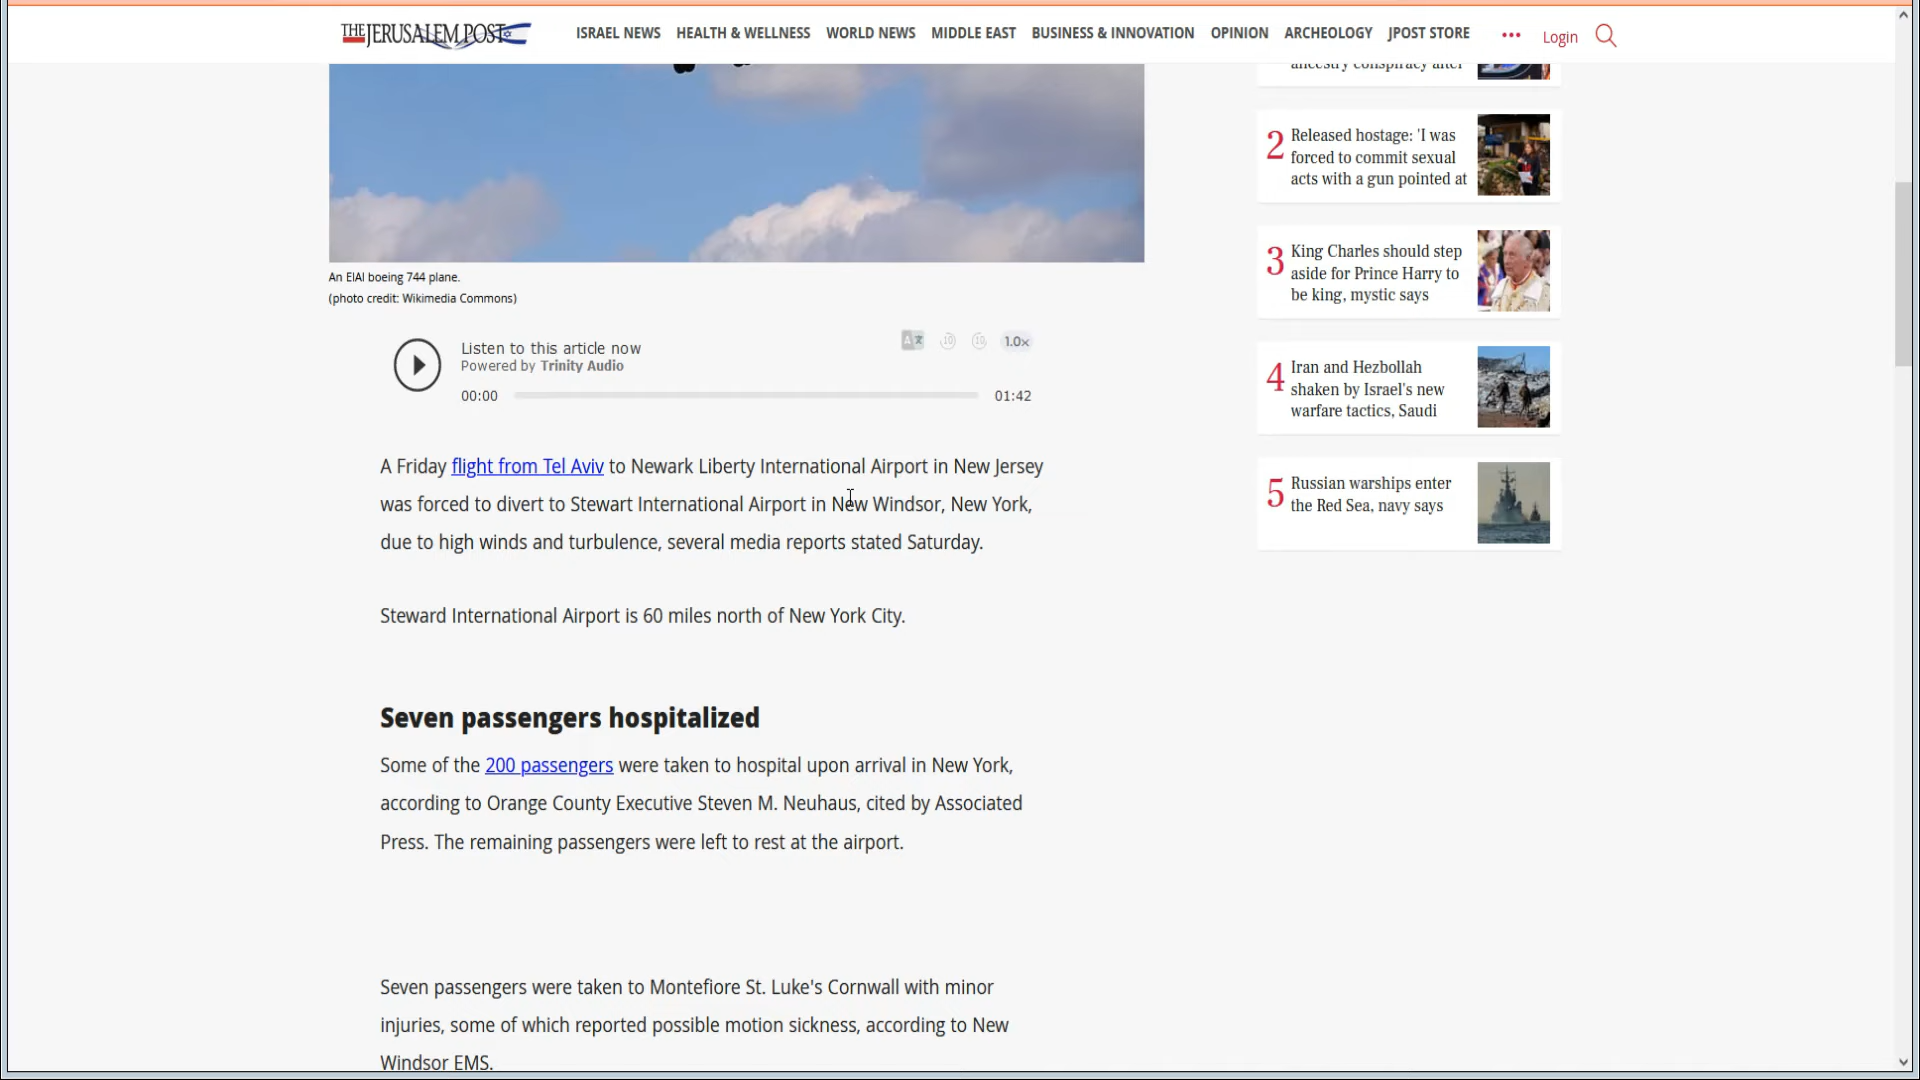 THE JERUSALEM POST
ISRAEL NEWS HEALTH & WELLNESS WORLD NEWS MIDDLE EAST BUSINESS & INNOVATION OPINION ARCHEOLOGY JPOST STORE ••• Login
An ElAl boeing 744 plane.
(photo credit: Wikimedia Commons)
Listen to this article now
Powered by Trinity Audio
10 10 1.0x
00:00 01:42
A Friday flight from Tel Aviv to Newark Liberty International Airport in New Jersey
was forced to divert to Stewart International Airport in New Windsor, New York,
due to high winds and turbulence, several media reports stated Saturday.
Steward International Airport is 60 miles north of New York City.
Seven passengers hospitalized
Some of the 200 passengers were taken to hospital upon arrival in New York,
according to Orange County Executive Steven M. Neuhaus, cited by Associated
Press. The remaining passengers were left to rest at the airport.
Seven passengers were taken to Montefiore St. Luke's Cornwall with minor
injuries, some of which reported possible motion sickness, according to New
Windsor EMS.
ancestry conspiracy after
2 Released hostage: 'I was
forced to commit sexual
acts with a gun pointed at
3 King Charles should step
aside for Prince Harry to
be king, mystic says
4 Iran and Hezbollah
shaken by Israel's new
warfare tactics, Saudi
5 Russian warships enter
the Red Sea, navy says